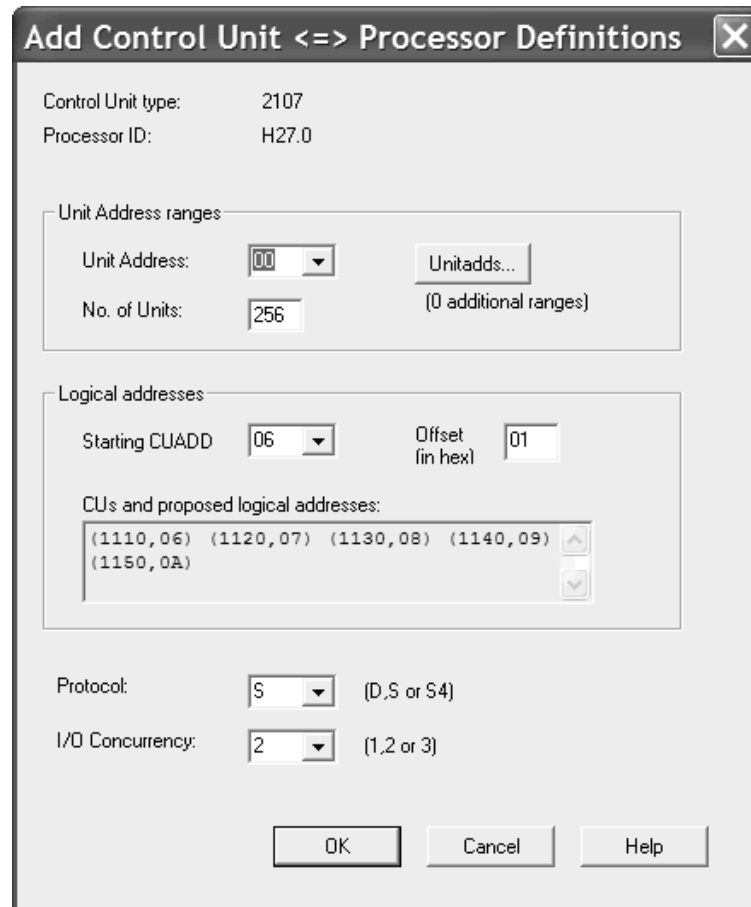 Add Control Unit <=> Processor Definitions
Control Unit type: 2107
Processor ID: H27.0
Unit Address ranges
Unit Address: 00 Unitadds...
No. of Units: 256 (0 additional ranges)
Logical addresses
Starting CUADD 06 Offset (in hex) 01
CUs and proposed logical addresses:
(1110,06) (1120,07) (1130,08) (1140,09)
(1150,0A)
Protocol: S (D,S or S4)
I/O Concurrency: 2 (1,2 or 3)
OK Cancel Help